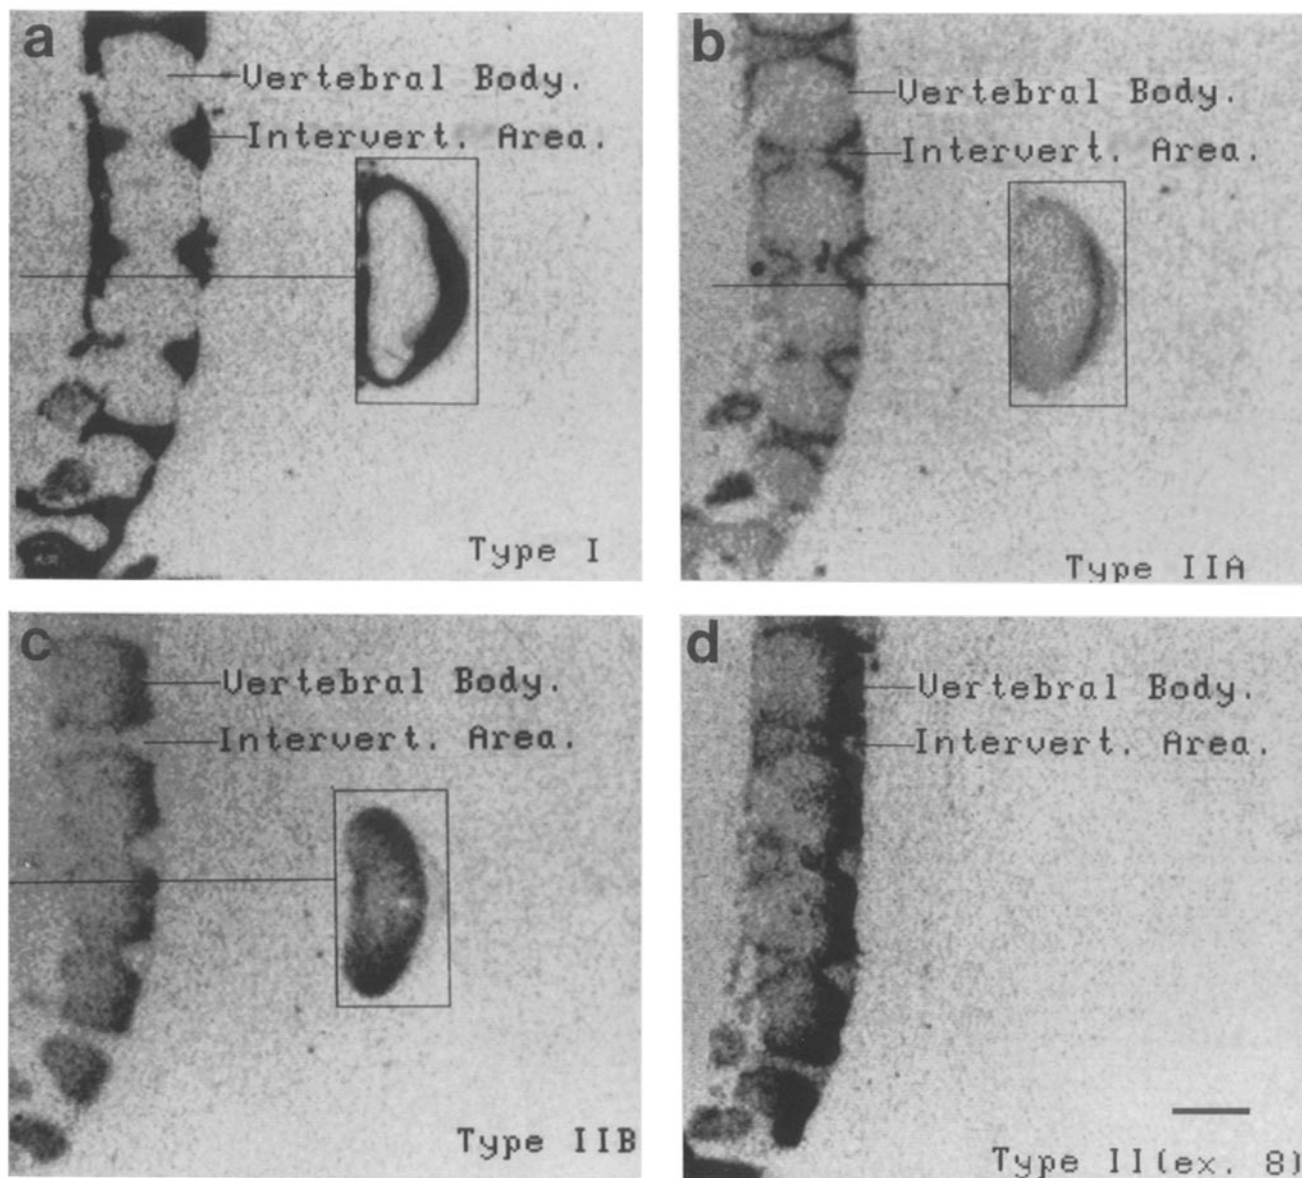 a
Vertebral Body.
Intervert. Area.
Type I
b
Vertebral Body.
Intervert. Area.
Type IIA
c
Vertebral Body.
Intervert. Area.
Type IIB
d
Vertebral Body.
Intervert. Area.
Type II(ex. 8)